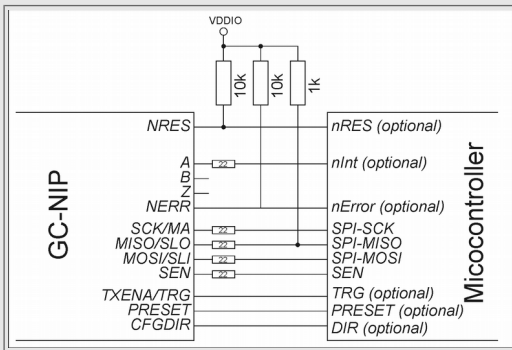 VDDIO
10k
10k
1k
GC-NIP
NRES
nRES (optional)
A
22
nInt (optional)
B
Z
NERR
nError (optional)
SCK/MA
22
SPI-SCK
MISO/SLO
22
SPI-MISO
MOSI/SLI
22
SPI-MOSI
SEN
22
SEN
TXENA/TRG
TRG (optional)
PRESET
PRESET (optional)
CFGDIR
DIR (optional)
Micocontroller